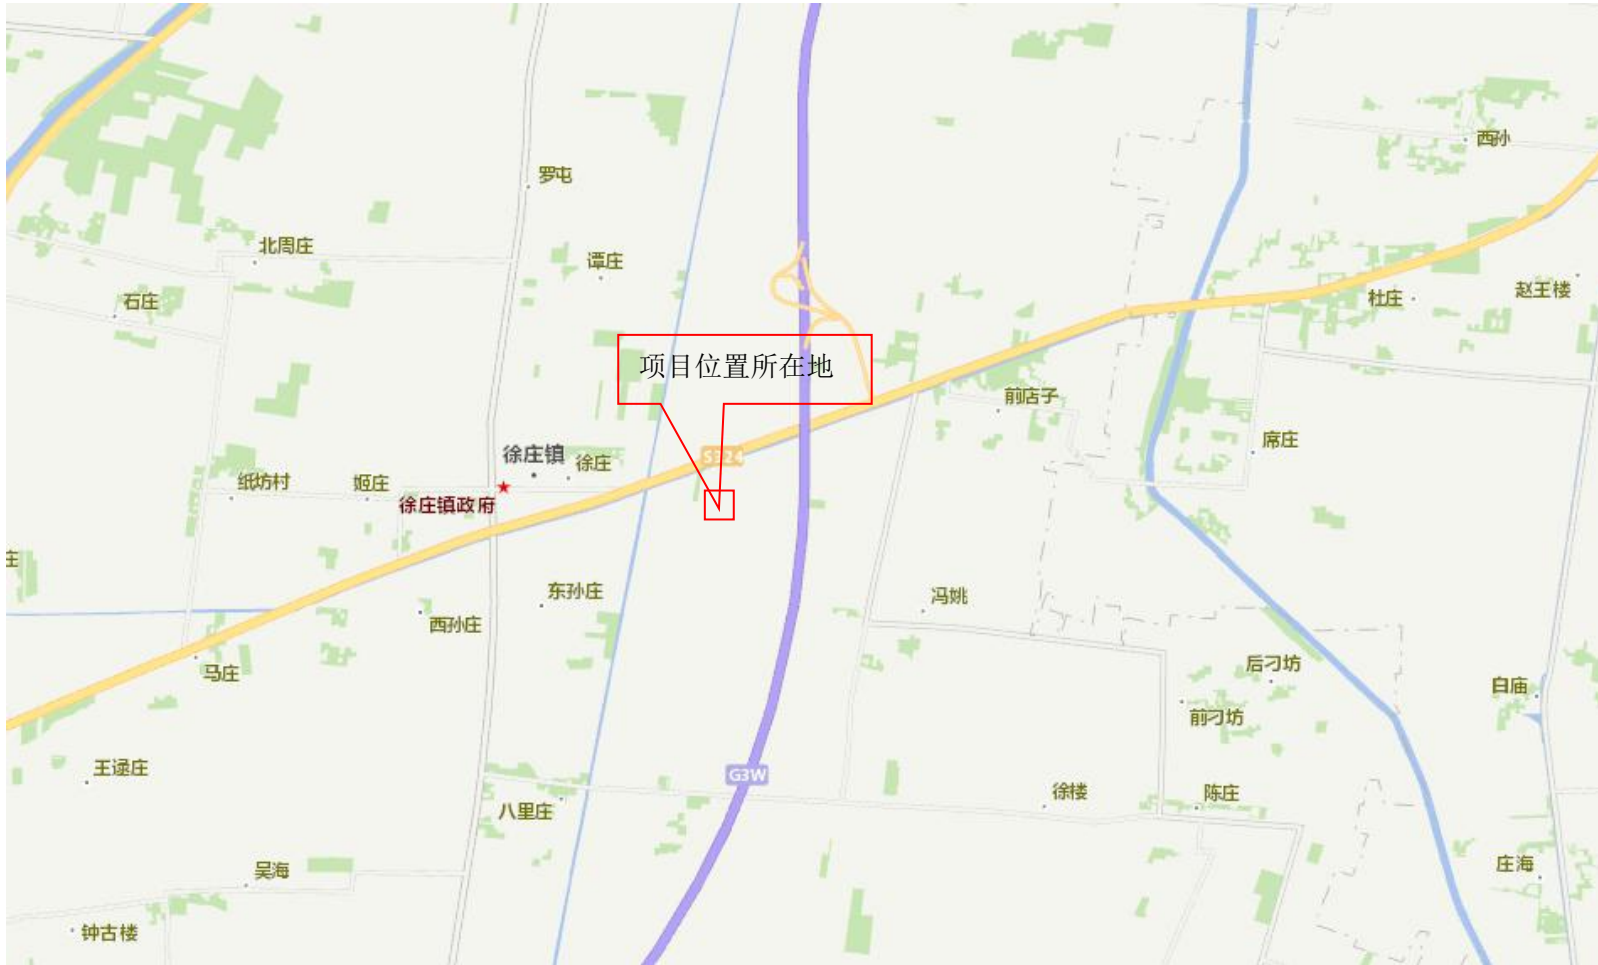 西孙
罗屯
北周庄
谭庄
石庄
杜庄
赵王楼
项目位置所在地
前店子
席庄
徐庄镇
徐庄
S324
纸坊村
姬庄
徐庄镇政府
庄
东孙庄
冯姚
西孙庄
马庄
后刁坊
白庙
前刁坊
王逯庄
G3W
徐楼
陈庄
八里庄
吴海
庄海
钟古楼